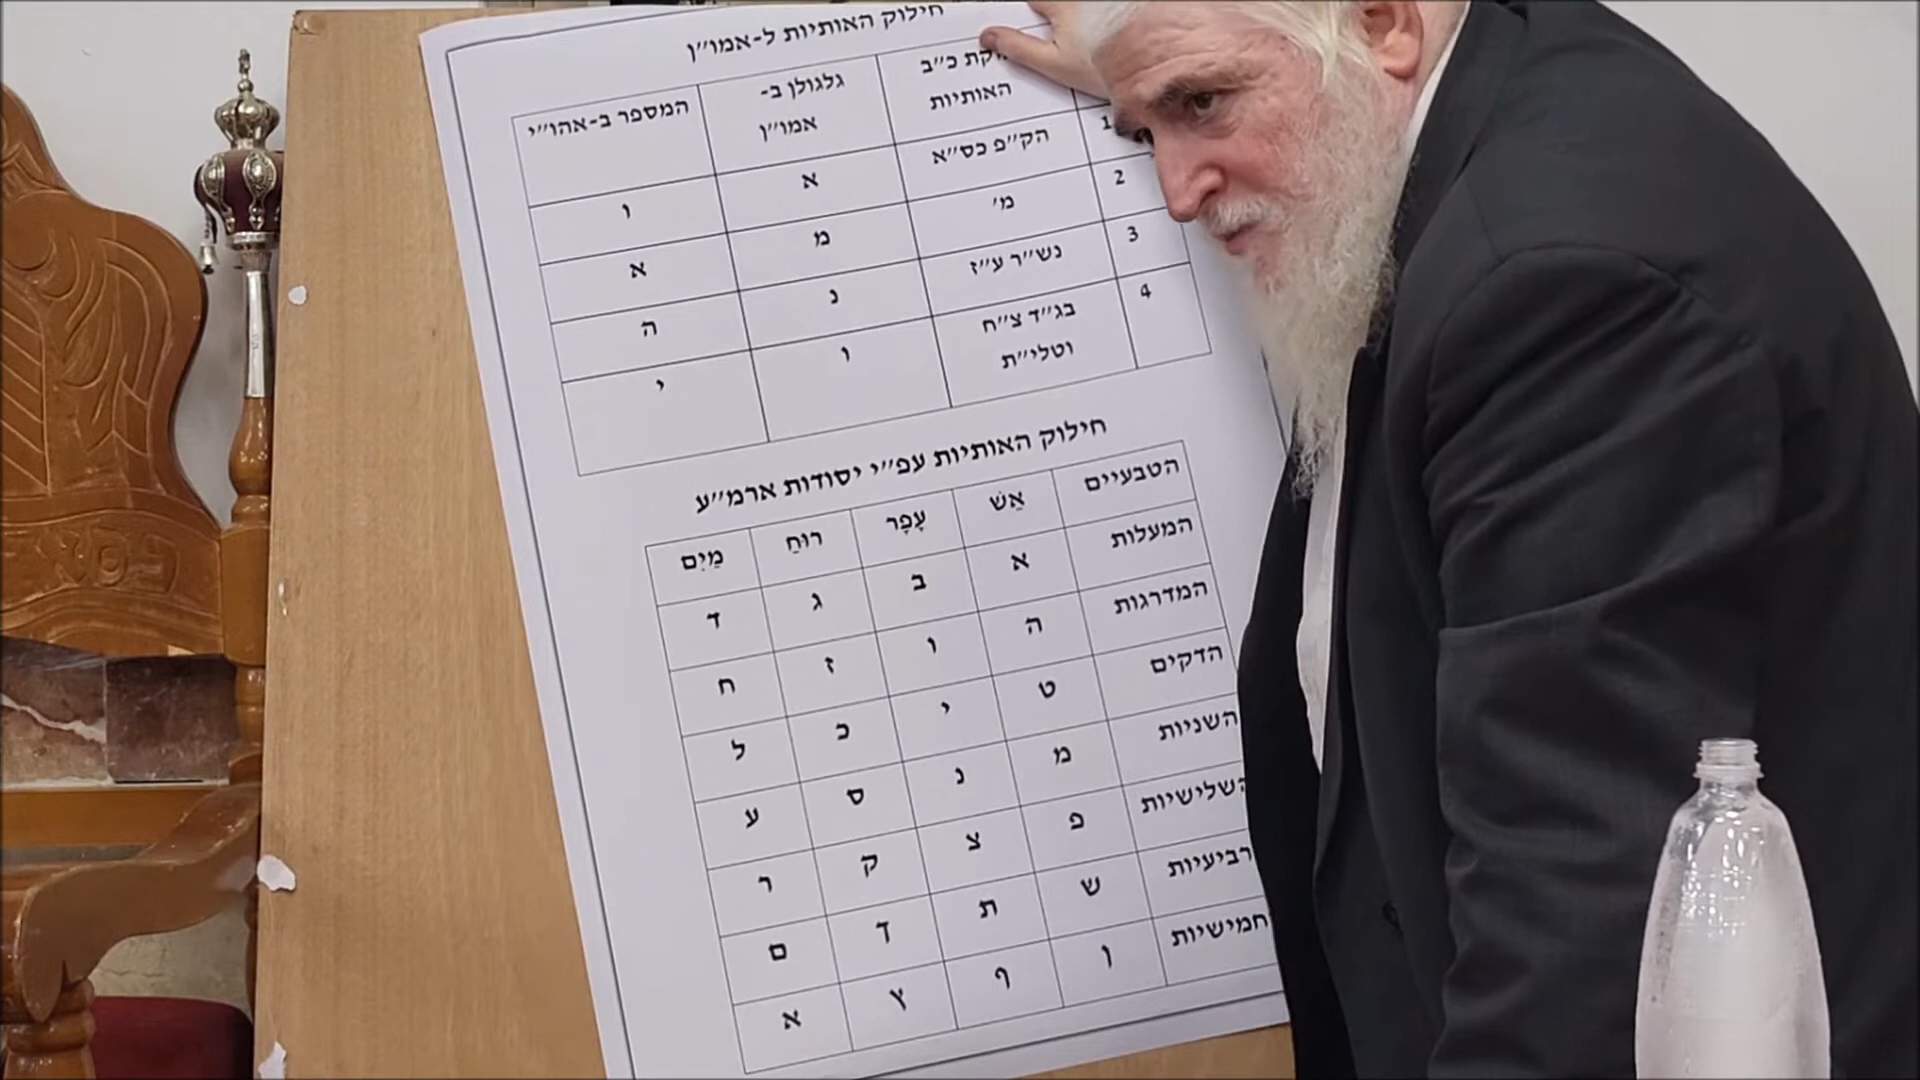 חילוק האותיות ל-אמו״ן
כ״ב גלגולן ב- המספר ב-אהו״י
האותיות אמו״ן
1 הק״פ כס״א א ו
2 מ׳ מ א
3 נש״ר ע״ז נ ה
4 בג״ד צ״ח ו י
וטלי״ת
חילוק האותיות עפ״י יסודות ארמ״ע
הטבעיים אֵשׁ עָפָר רוּחַ מַיִם
המעלות א ב ג ד
המדרגות ה ו ז ח
הדקים ט י כ ל
השניות מ נ ס ע
השלישיות פ צ ק ר
רביעיות ש ת ד ם
חמישיות ן ף ץ א
כסא